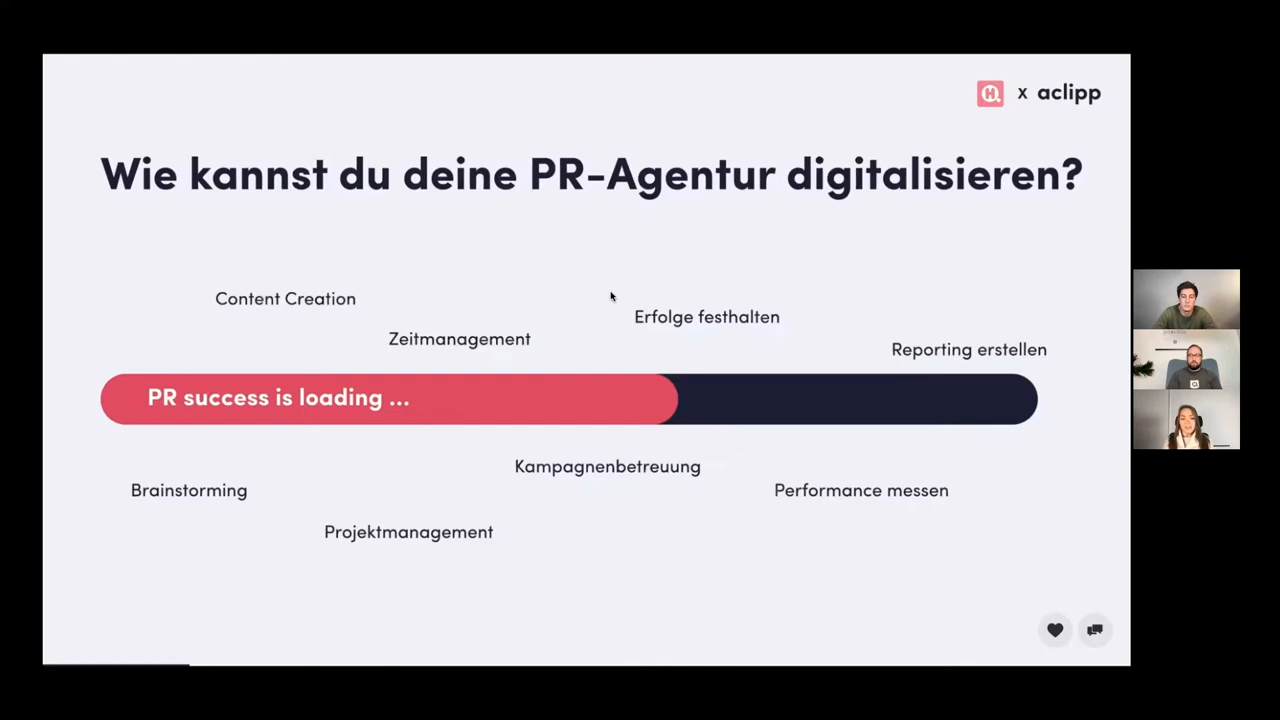 x aclipp
Wie kannst du deine PR-Agentur digitalisieren?
Content Creation
Erfolge festhalten
Zeitmanagement
Reporting erstellen
PR success is loading ...
Kampagnenbetreuung
Brainstorming
Performance messen
Projektmanagement